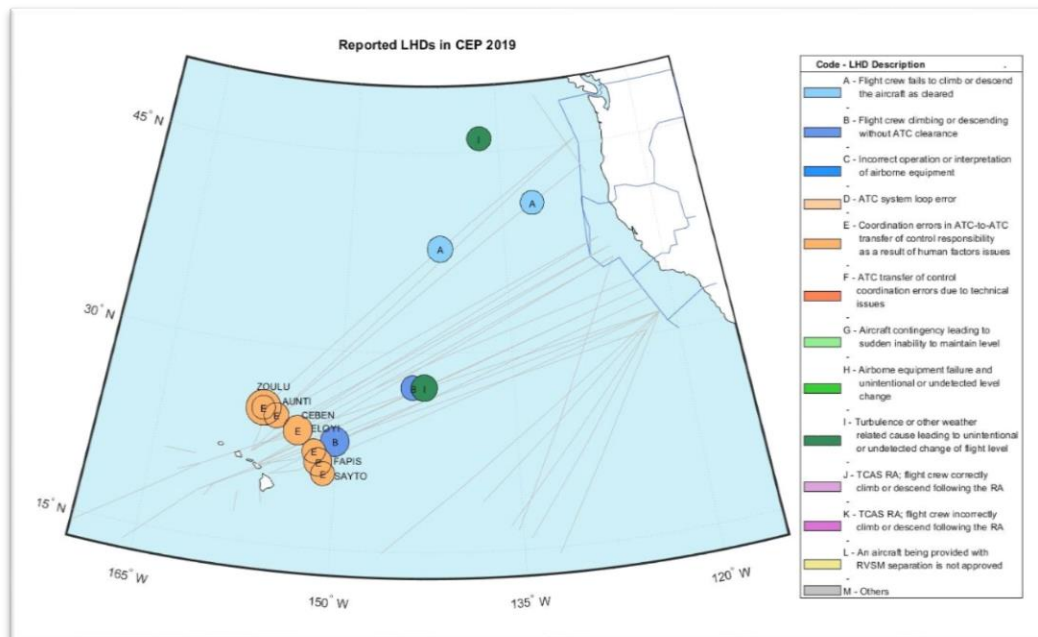 Reported LHDs in CEP 2019
45° N
30° N
15° N
165° W
150° W
135° W
120° W
I
A
A
B
I
ZOULU
E
AUNTI
E
CEBEN
E
ELOYI
E
B
E
FAPIS
E
SAYTO
Code - LHD Description
A - Flight crew fails to climb or descend
the aircraft as cleared
B - Flight crew climbing or descending
without ATC clearance
C - Incorrect operation or interpretation
of airborne equipment
D - ATC system loop error
E - Coordination errors in ATC-to-ATC
transfer of control responsibility
as a result of human factors issues
F - ATC transfer of control
coordination errors due to technical
issues
G - Aircraft contingency leading to
sudden inability to maintain level
H - Airborne equipment failure and
unintentional or undetected level
change
I - Turbulence or other weather
related cause leading to unintentional
or undetected change of flight level
J - TCAS RA; flight crew correctly
climb or descend following the RA
K - TCAS RA; flight crew incorrectly
climb or descend following the RA
L - An aircraft being provided with
RVSM separation is not approved
M - Others